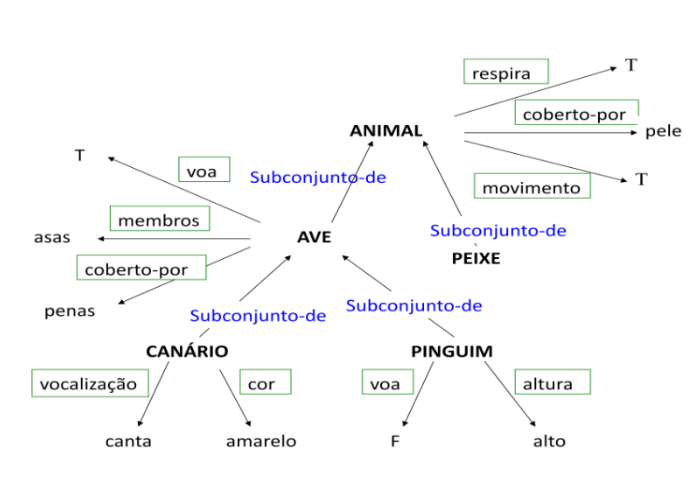 respira
T
coberto-por
ANIMAL
pele
T
voa
Subconjunto-de
movimento
T
membros
asas
AVE
Subconjunto-de
PEIXE
coberto-por
penas
Subconjunto-de
Subconjunto-de
CANÁRIO
PINGUIM
vocalização
cor
voa
altura
canta
amarelo
F
alto